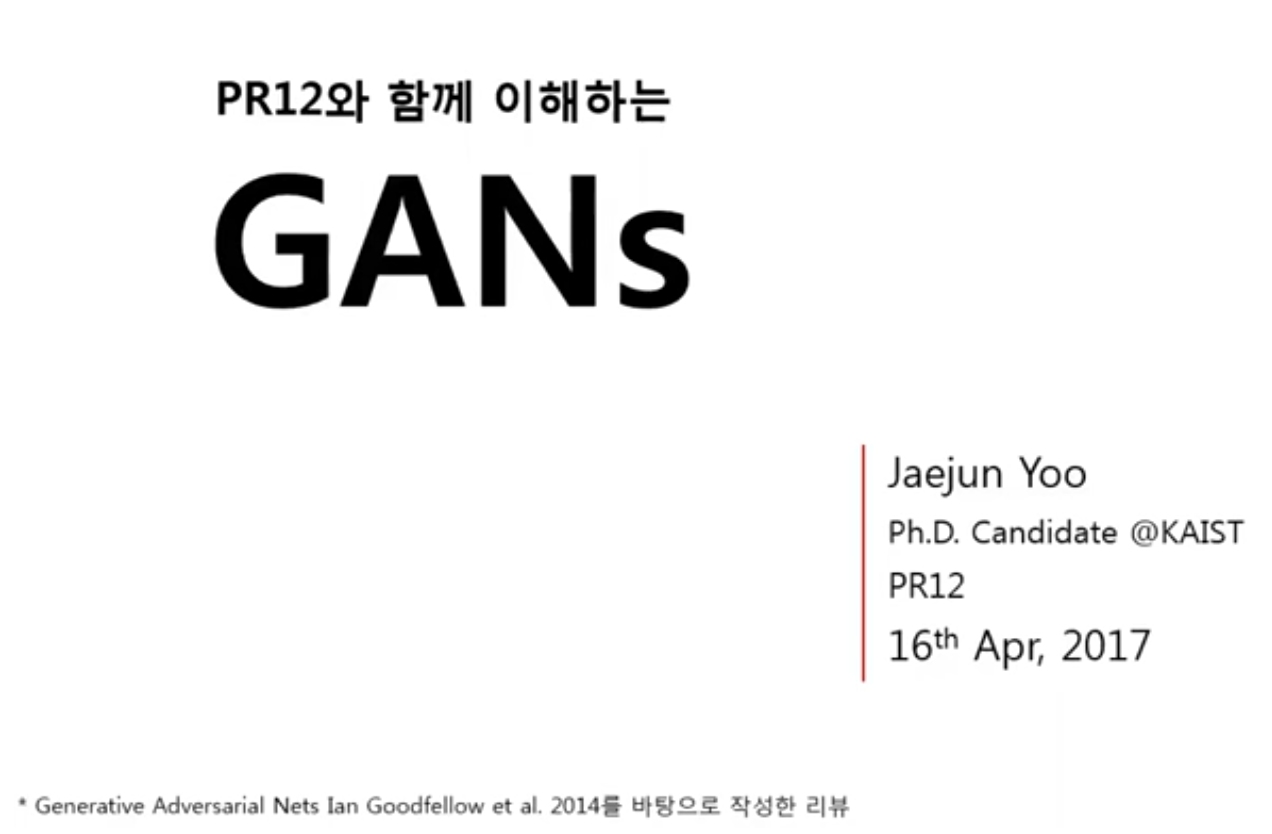 PR12와 함께 이해하는
GANs
Jaejun Yoo
Ph.D. Candidate @KAIST
PR12
16th Apr, 2017
* Generative Adversarial Nets Ian Goodfellow et al. 2014를 바탕으로 작성한 리뷰